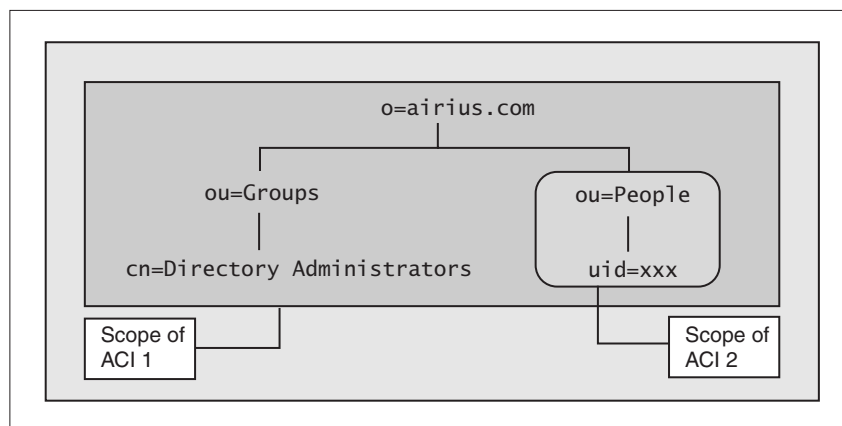 o=airius.com
ou=Groups
ou=People
cn=Directory Administrators
uid=xxx
Scope of
ACI 1
Scope of
ACI 2